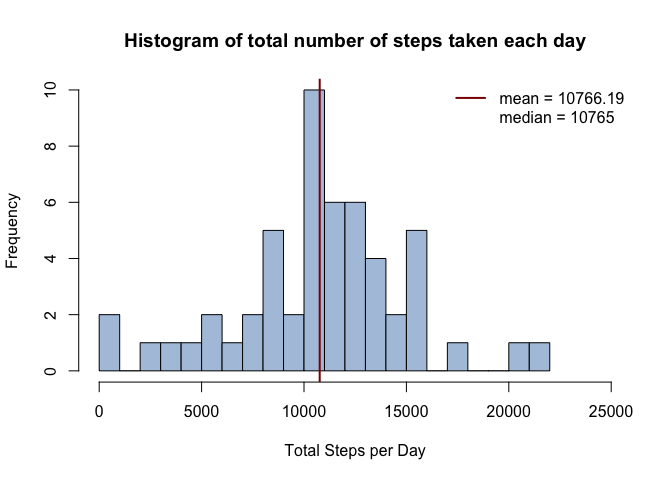 Histogram of total number of steps taken each day
mean = 10766.19
median = 10765
Frequency
10
8
6
4
2
0
0 5000 10000 15000 20000 25000
Total Steps per Day